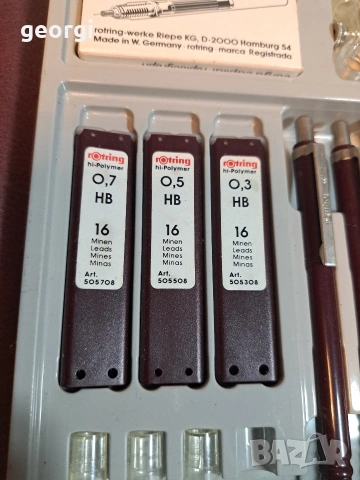 georgi
rotring-werke Riepe KG, D-2000 Hamburg 54
Made in W. Germany · rotring · marca Registrada
rotring
hi-Polymer
0,7
HB
16
Minen
Leads
Mines
Minas
Art.
505708
rotring
hi-Polymer
0,5
HB
16
Minen
Leads
Mines
Minas
Art.
505508
rotring
hi-Polymer
0,3
HB
16
Minen
Leads
Mines
Minas
Art.
505308
BAZAR